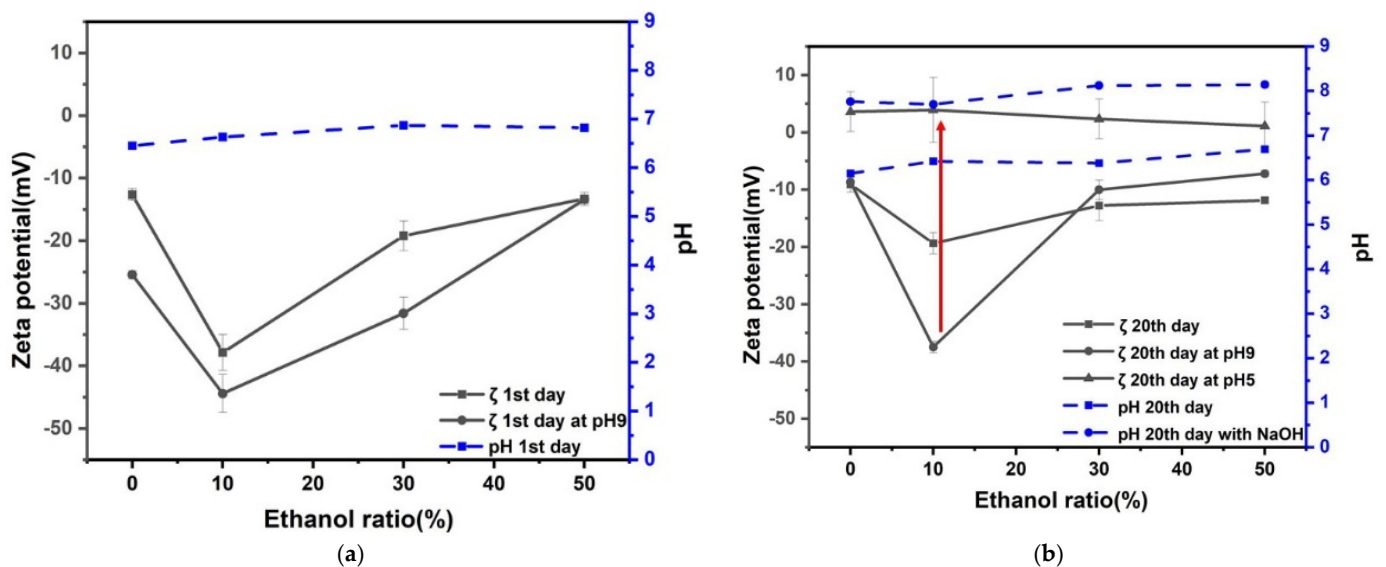 10
0
-10
-20
-30
-40
-50
Zeta potential(mV)
0
10
20
30
40
50
Ethanol ratio(%)
9
8
7
6
5
4
3
2
1
0
pH
ζ 1st day
ζ 1st day at pH9
pH 1st day
(a)
10
0
-10
-20
-30
-40
-50
Zeta potential(mV)
0
10
20
30
40
50
Ethanol ratio(%)
9
8
7
6
5
4
3
2
1
0
pH
ζ 20th day
ζ 20th day at pH9
ζ 20th day at pH5
pH 20th day
pH 20th day with NaOH
(b)